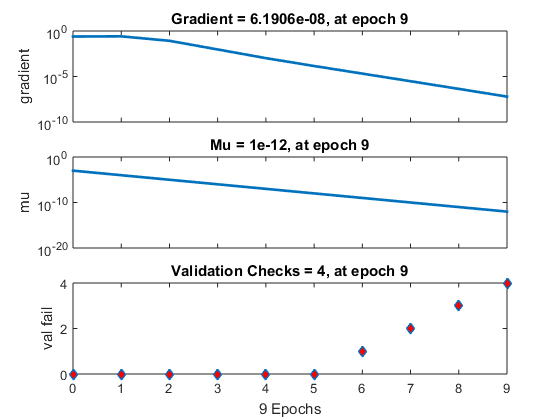 Gradient = 6.1906e-08, at epoch 9
10^0
10^-5
10^-10
gradient
Mu = 1e-12, at epoch 9
10^0
10^-10
10^-20
mu
Validation Checks = 4, at epoch 9
4
2
0
val fail
0 1 2 3 4 5 6 7 8 9
9 Epochs